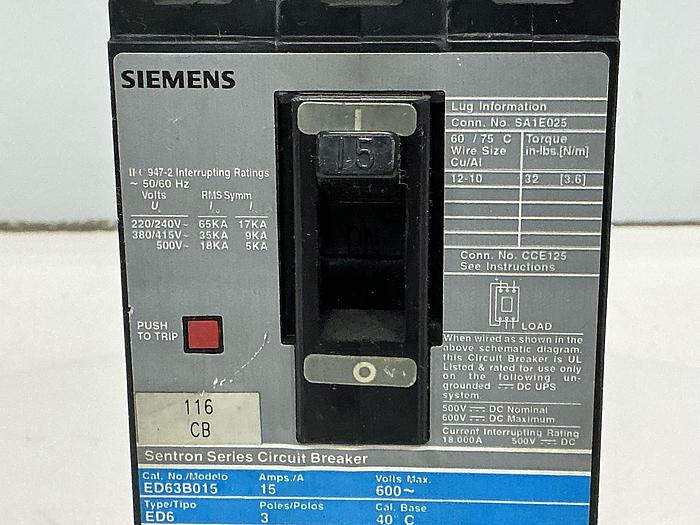 SIEMENS
947-2 Interrupting Ratings
~ 50/60 Hz
Volts RMS Symm
220/240V~ 65KA 17KA
380/415V~ 35KA 9KA
500V~ 18KA 5KA
PUSH
TO TRIP
116
CB
I
15
ON
O
Lug Information
Conn. No. SA1E025
60 / 75 C Torque
Wire Size in-lbs.[N/m]
Cu/Al
12-10 32 [3.6]
Conn. No. CCE125
See Instructions
LOAD
When wired as shown in the
above schematic diagram,
this Circuit Breaker is UL
Listed & rated for use only
on the following un-
grounded DC UPS
system
500V DC Nominal
600V DC Maximum
Current Interrupting Rating
18,000A 500V DC
Sentron Series Circuit Breaker
Cat. No./Modelo Amps./A Volts Max.
ED63B015 15 600~
Type/Tipo Poles/Polos Cal. Base
ED6 3 40° C